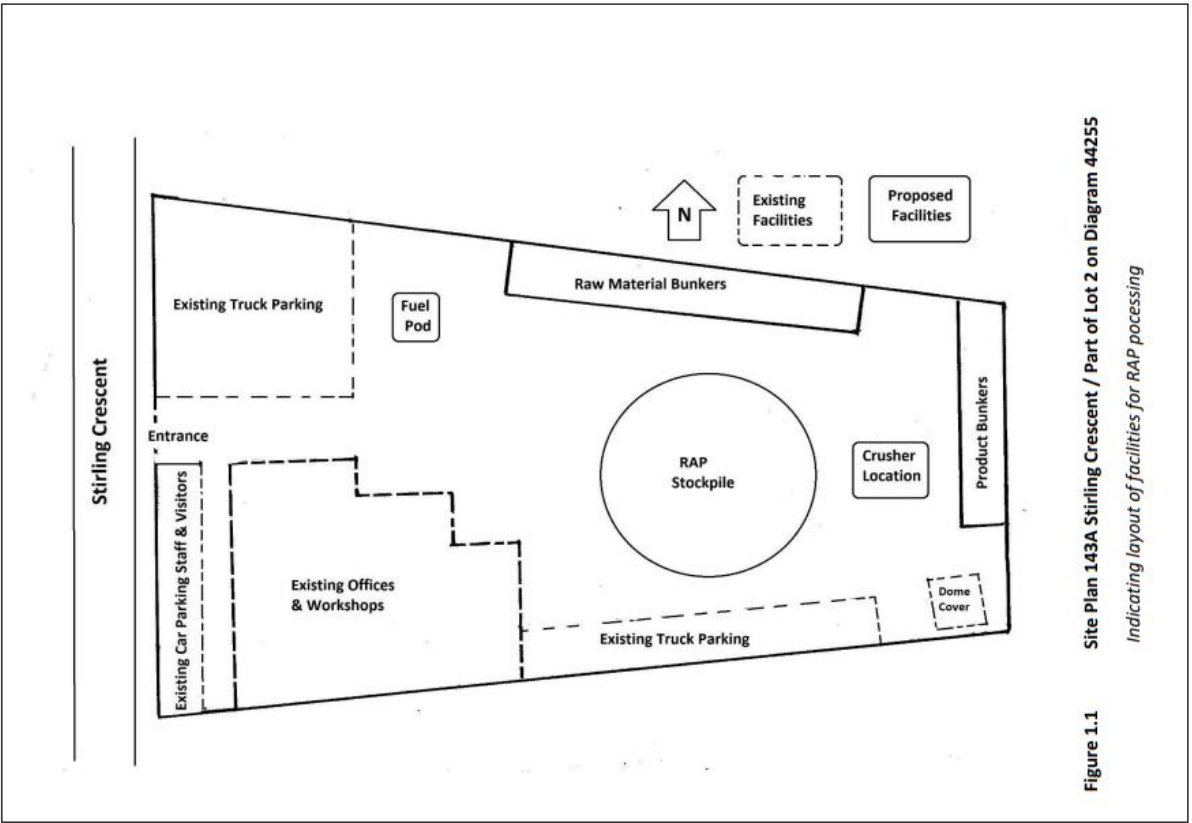 Stirling Crescent
N
Existing
Facilities
Proposed
Facilities
Existing Truck Parking
Fuel
Pod
Raw Material Bunkers
Entrance
Existing Car Parking Staff & Visitors
Existing Offices
& Workshops
RAP
Stockpile
Crusher
Location
Product Bunkers
Dome
Cover
Existing Truck Parking
Figure 1.1 Site Plan 143A Stirling Crescent / Part of Lot 2 on Diagram 44255
Indicating layout of facilities for RAP pocessing